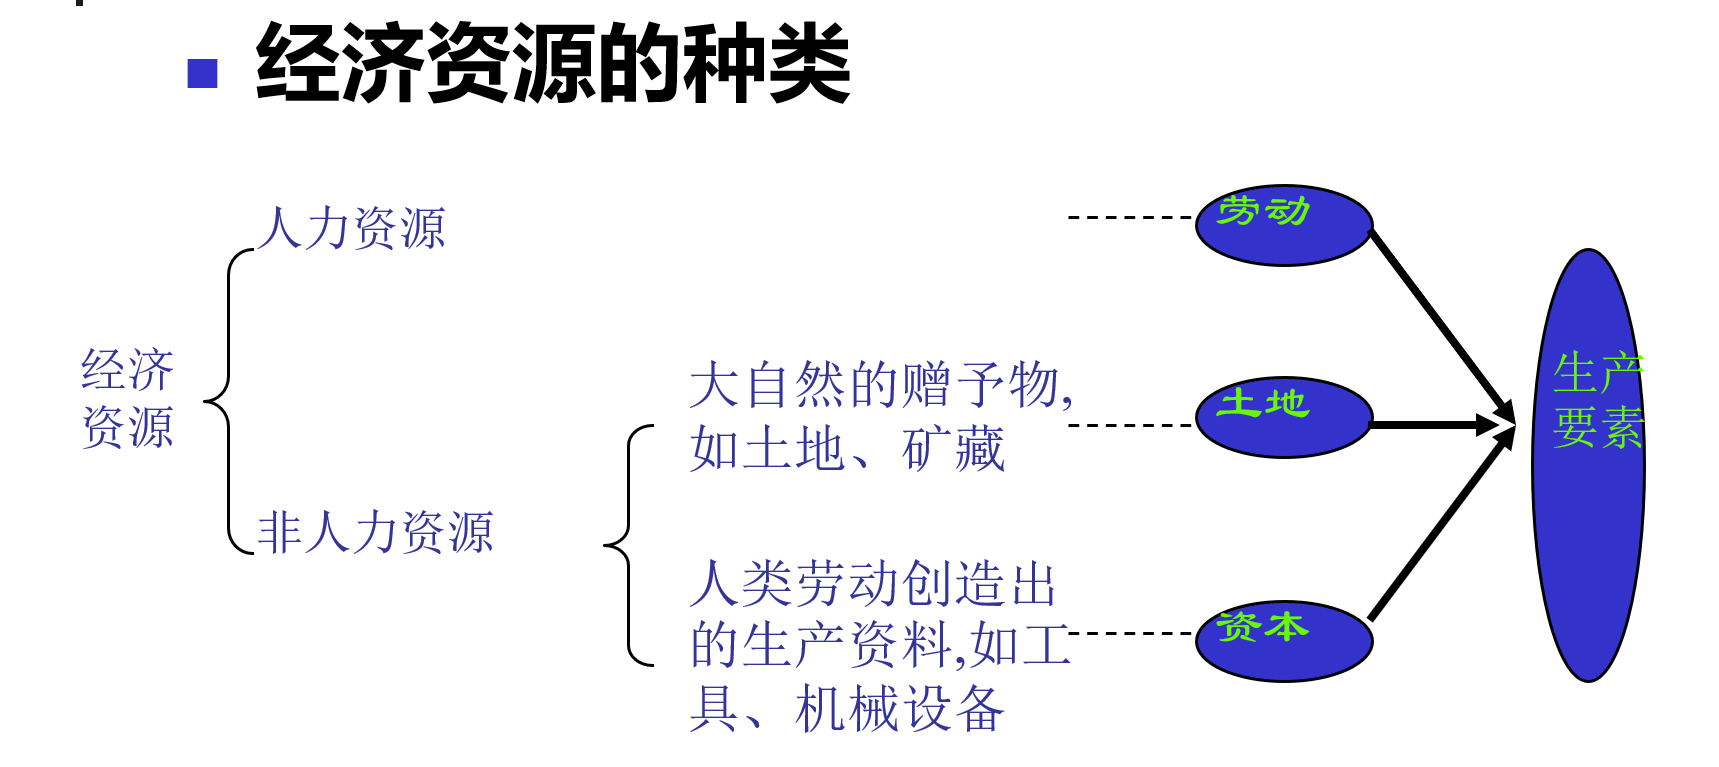 经济资源的种类
人力资源
劳动
经济
资源
大自然的赠予物,
如土地、矿藏
土地
生产
要素
非人力资源
人类劳动创造出
的生产资料,如工
具、机械设备
资本